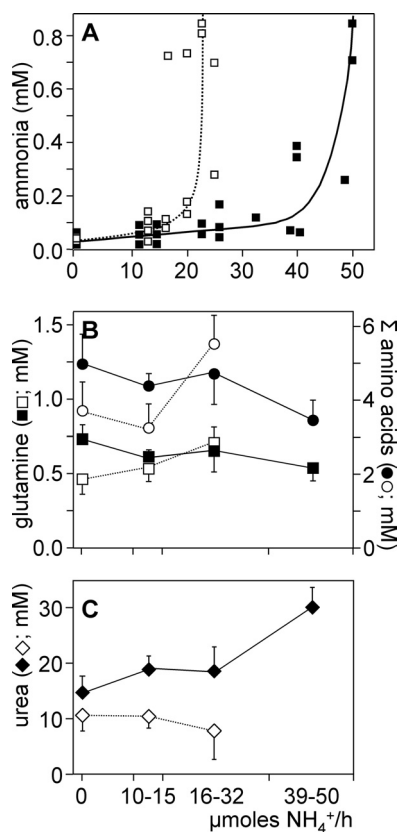 A
ammonia (mM)
0.8
0.6
0.4
0.2
0.0
0 10 20 30 40 50
B
glutamine (■□; mM)
1.5
1.0
0.5
0.0
Σ amino acids (●○; mM)
6
4
2
0
C
urea (◆◇; mM)
30
20
10
0
0 10-15 16-32 39-50
μmoles NH₄⁺/h